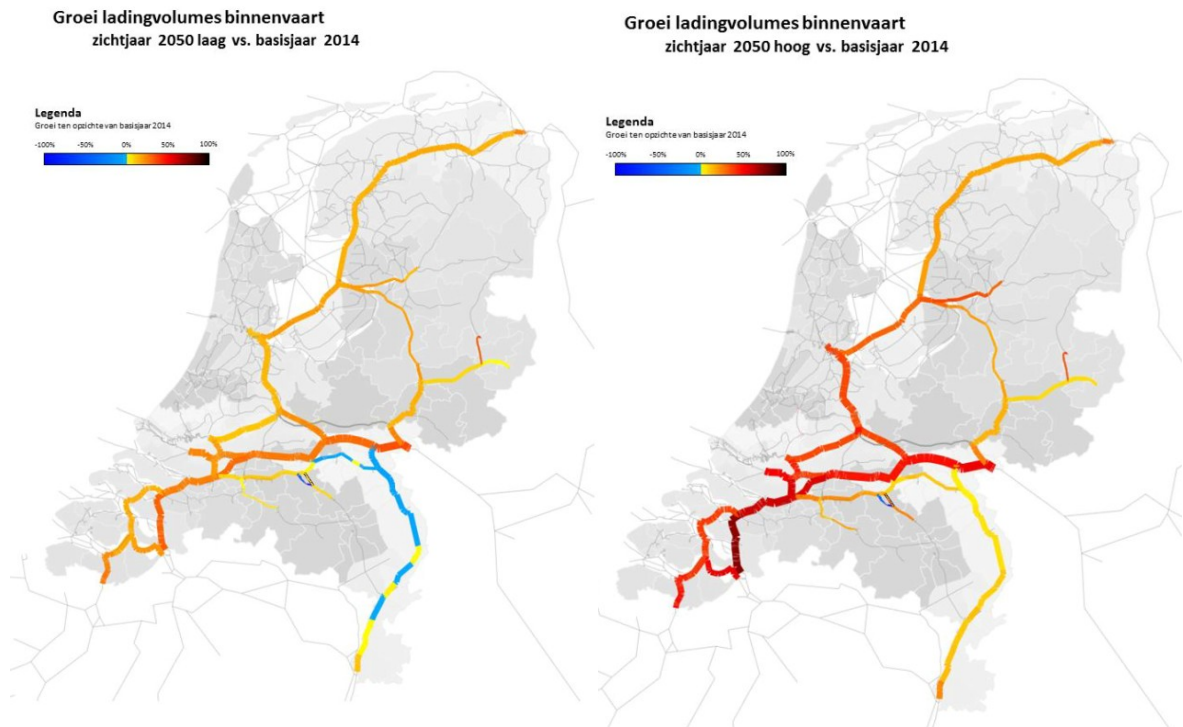 Groei ladingvolumes binnenvaart
zichtjaar 2050 laag vs. basisjaar 2014
Legenda
Groei ten opzichte van basisjaar 2014
-100% -50% 0% 50% 100%
Groei ladingvolumes binnenvaart
zichtjaar 2050 hoog vs. basisjaar 2014
Legenda
Groei ten opzichte van basisjaar 2014
-100% -50% 0% 50% 100%